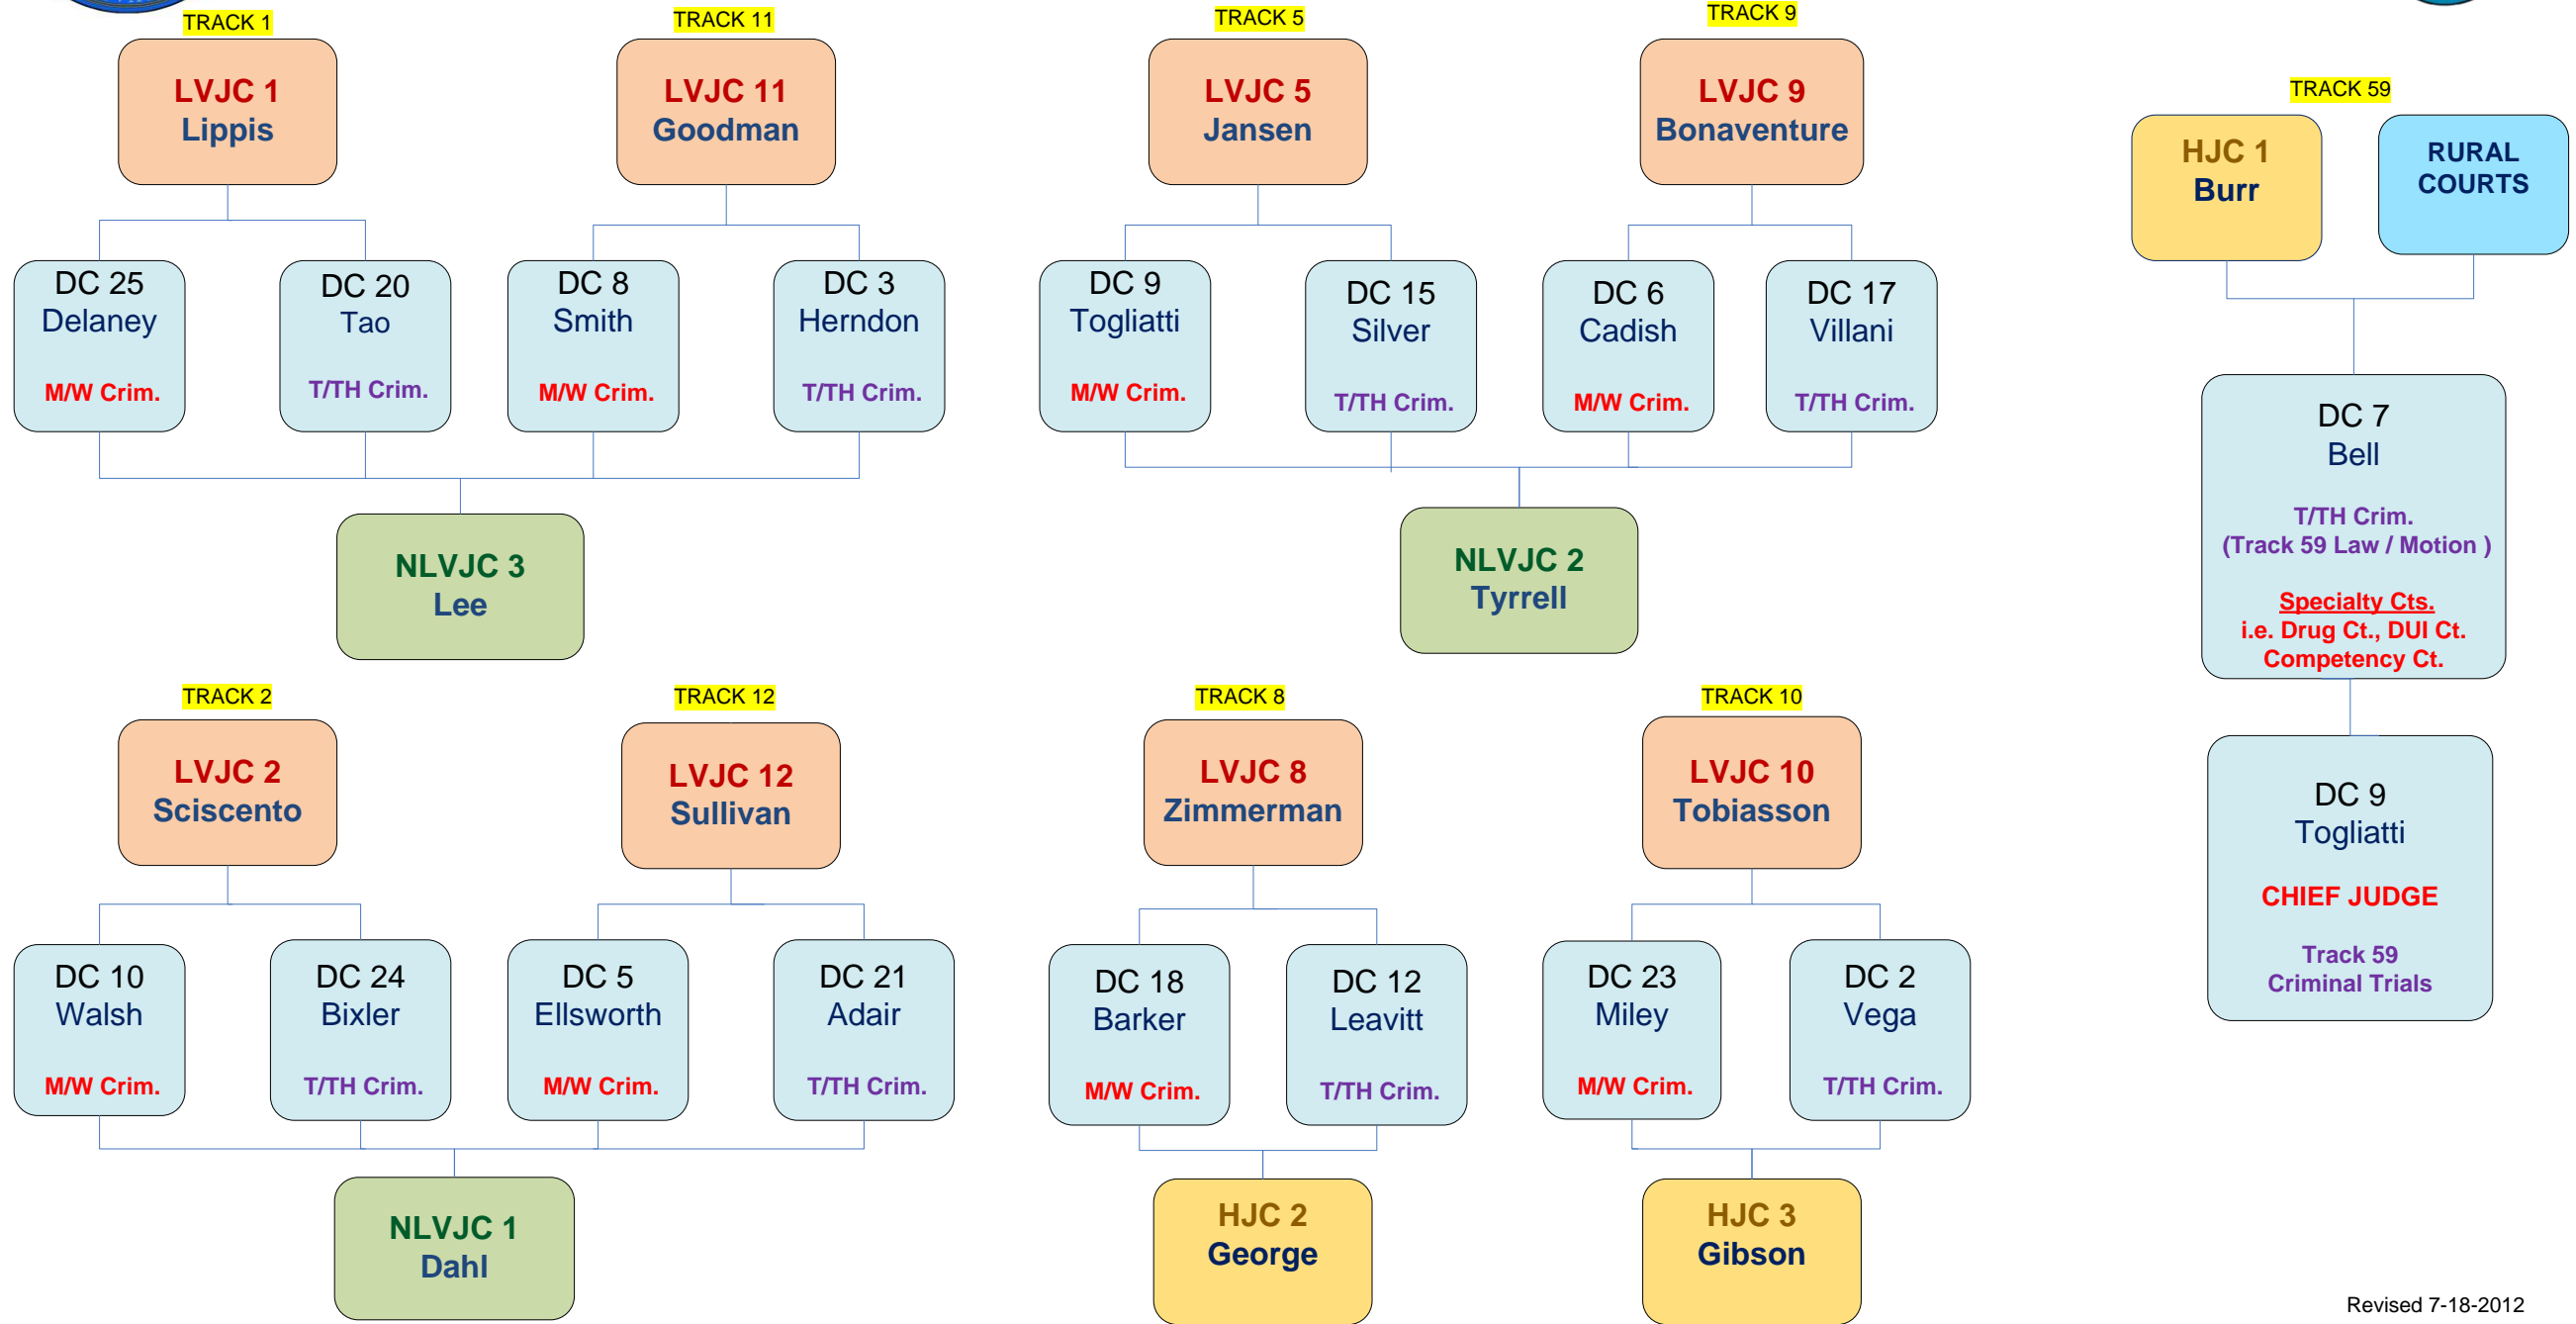 TRACK 1
LVJC 1
Lippis
DC 25
Delaney
M/W Crim.
DC 20
Tao
T/TH Crim.
TRACK 11
LVJC 11
Goodman
DC 8
Smith
M/W Crim.
DC 3
Herndon
T/TH Crim.
NLVJC 3
Lee
TRACK 5
LVJC 5
Jansen
DC 9
Togliatti
M/W Crim.
DC 15
Silver
T/TH Crim.
TRACK 9
LVJC 9
Bonaventure
DC 6
Cadish
M/W Crim.
DC 17
Villani
T/TH Crim.
NLVJC 2
Tyrrell
TRACK 59
HJC 1
Burr
RURAL
COURTS
DC 7
Bell
T/TH Crim.
(Track 59 Law / Motion )
Specialty Cts.
i.e. Drug Ct., DUI Ct.
Competency Ct.
DC 9
Togliatti
CHIEF JUDGE
Track 59
Criminal Trials
TRACK 2
LVJC 2
Sciscento
DC 10
Walsh
M/W Crim.
DC 24
Bixler
T/TH Crim.
TRACK 12
LVJC 12
Sullivan
DC 5
Ellsworth
M/W Crim.
DC 21
Adair
T/TH Crim.
NLVJC 1
Dahl
TRACK 8
LVJC 8
Zimmerman
DC 18
Barker
M/W Crim.
DC 12
Leavitt
T/TH Crim.
HJC 2
George
TRACK 10
LVJC 10
Tobiasson
DC 23
Miley
M/W Crim.
DC 2
Vega
T/TH Crim.
HJC 3
Gibson
Revised 7-18-2012